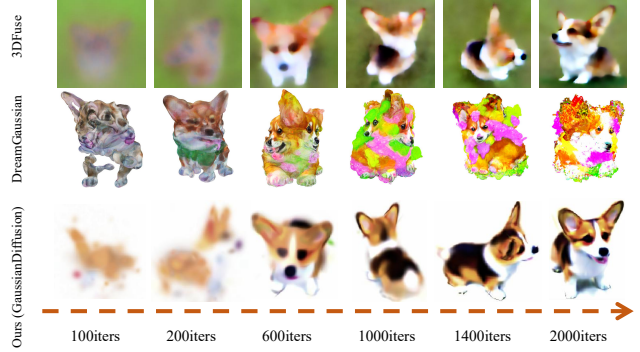 3DFuse
DreamGaussian
Ours (GaussianDiffusion)
100iters 200iters 600iters 1000iters 1400iters 2000iters